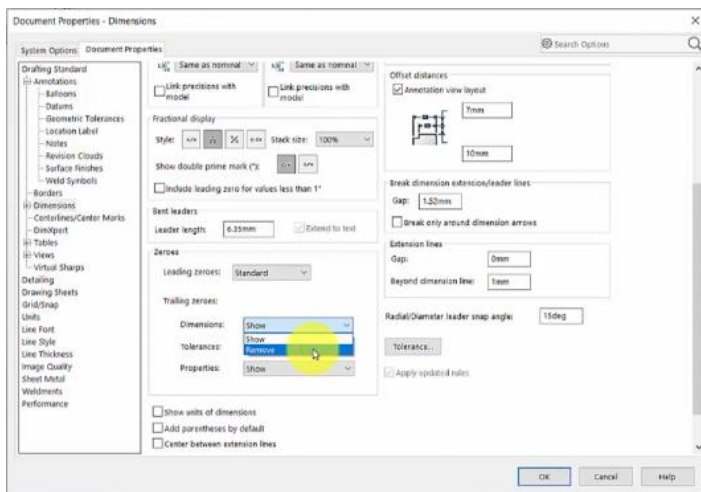 Document Properties - Dimensions
System Options
Document Properties
Search Options
Drafting Standard
Annotations
Balloons
Datums
Geometric Tolerances
Location Label
Notes
Revision Clouds
Surface Finishes
Weld Symbols
Borders
Dimensions
Centerlines/Center Marks
DimXpert
Tables
Views
Virtual Sharps
Detailing
Drawing Sheets
Grid/Snap
Units
Line Font
Line Style
Line Thickness
Image Quality
Sheet Metal
Weldments
Performance
Same as nominal
Same as nominal
Link precisions with model
Link precisions with model
Fractional display
Style:
Stack size: 100%
Show double prime mark ("):
Include leading zero for values less than 1"
Bent leaders
Leader length: 6.35mm
Extend to text
Zeroes
Leading zeroes: Standard
Trailing zeroes:
Dimensions: Show
Show
Tolerances: Remove
Properties: Show
Show units of dimensions
Add parentheses by default
Center between extension lines
Offset distances
Annotation view layout
7mm
10mm
Break dimension extension/leader lines
Gap: 1.52mm
Break only around dimension arrows
Extension lines
Gap: 0mm
Beyond dimension line: 1mm
Radial/Diameter leader snap angle: 15deg
Tolerance...
Apply updated rules
OK
Cancel
Help